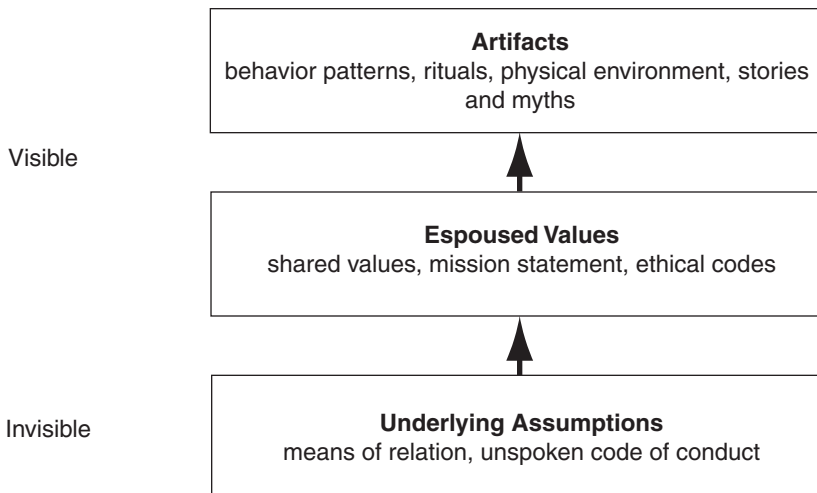 Artifacts
behavior patterns, rituals, physical environment, stories
and myths
Visible
Espoused Values
shared values, mission statement, ethical codes
Invisible
Underlying Assumptions
means of relation, unspoken code of conduct